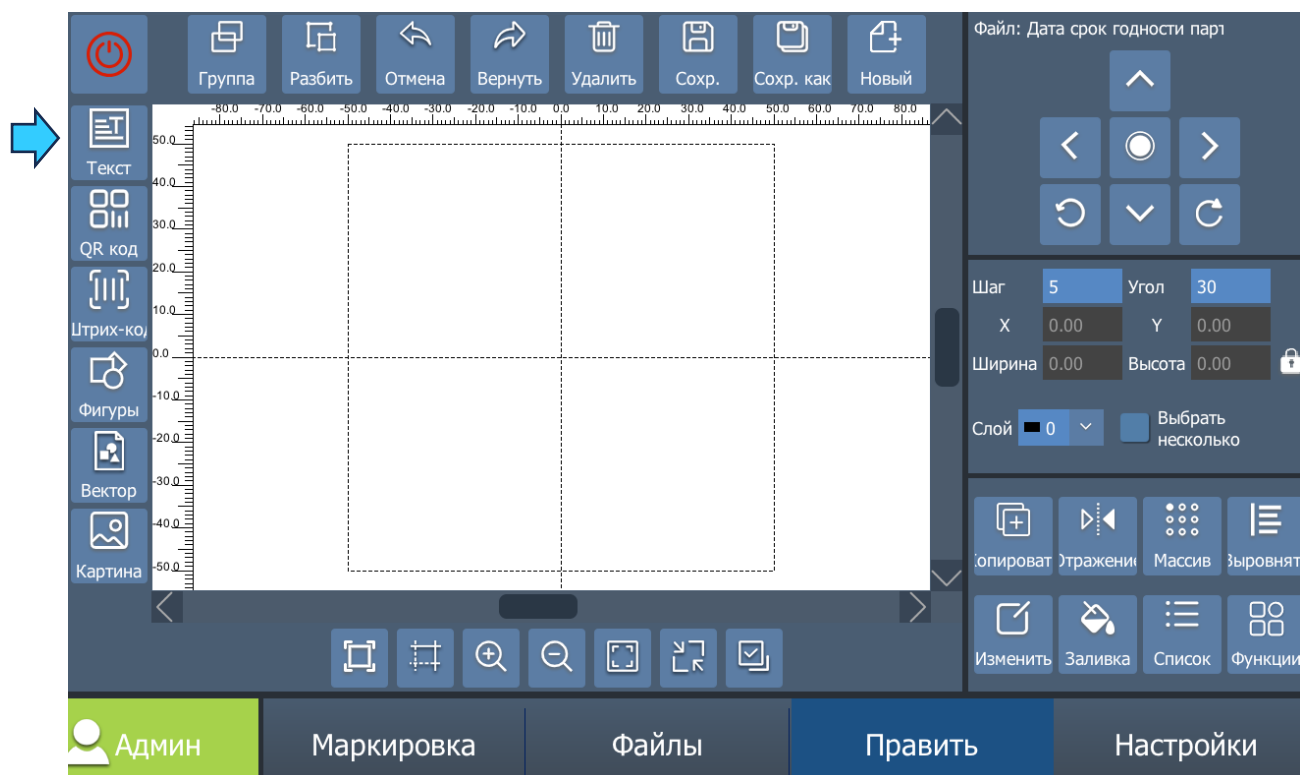 Группа Разбить Отмена Вернуть Удалить Сохр. Сохр. как Новый
Файл: Дата срок годности парт
-80.0 -70.0 -60.0 -50.0 -40.0 -30.0 -20.0 -10.0 0.0 10.0 20.0 30.0 40.0 50.0 60.0 70.0 80.0
50.0
40.0
30.0
20.0
10.0
0.0
-10.0
-20.0
-30.0
-40.0
-50.0
Текст
QR код
Штрих-код
Фигуры
Вектор
Картина
Шаг 5 Угол 30
X 0.00 Y 0.00
Ширина 0.00 Высота 0.00
Слой 0 Выбрать
несколько
Копироват Отражени Массив Выровнят
Изменить Заливка Список Функции
Админ Маркировка Файлы Править Настройки